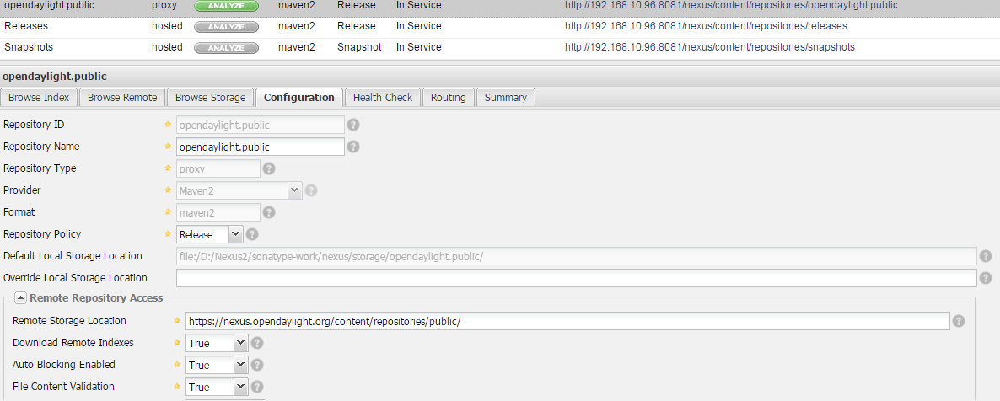 opendaylight.public proxy ANALYZE maven2 Release In Service http://192.168.10.96:8081/nexus/content/repositories/opendaylight.public
Releases hosted ANALYZE maven2 Release In Service http://192.168.10.96:8081/nexus/content/repositories/releases
Snapshots hosted ANALYZE maven2 Snapshot In Service http://192.168.10.96:8081/nexus/content/repositories/snapshots
opendaylight.public
Browse Index Browse Remote Browse Storage Configuration Health Check Routing Summary
Repository ID opendaylight.public ?
Repository Name opendaylight.public ?
Repository Type proxy ?
Provider Maven2 ?
Format maven2 ?
Repository Policy Release ?
Default Local Storage Location file:/D:/Nexus2/sonatype-work/nexus/storage/opendaylight.public/ ?
Override Local Storage Location ?
Remote Repository Access
Remote Storage Location https://nexus.opendaylight.org/content/repositories/public/ ?
Download Remote Indexes True ?
Auto Blocking Enabled True ?
File Content Validation True ?